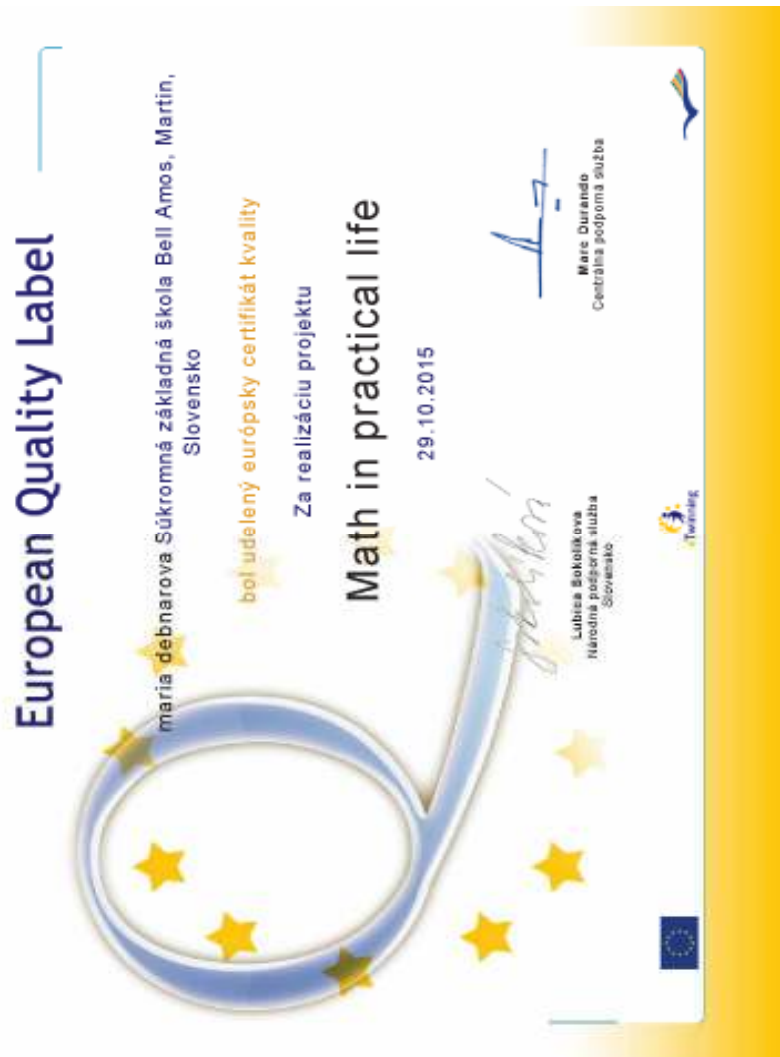 European Quality Label
maria debnarova Súkromná základná škola Bell Amos, Martin,
Slovensko
bol udelený európsky certifikát kvality
Za realizáciu projektu
Math in practical life
29.10.2015
Lubica Sokolikova
Národná podporná služba
Slovensko
Marc Durando
Centrálna podporná služba
eTwinning